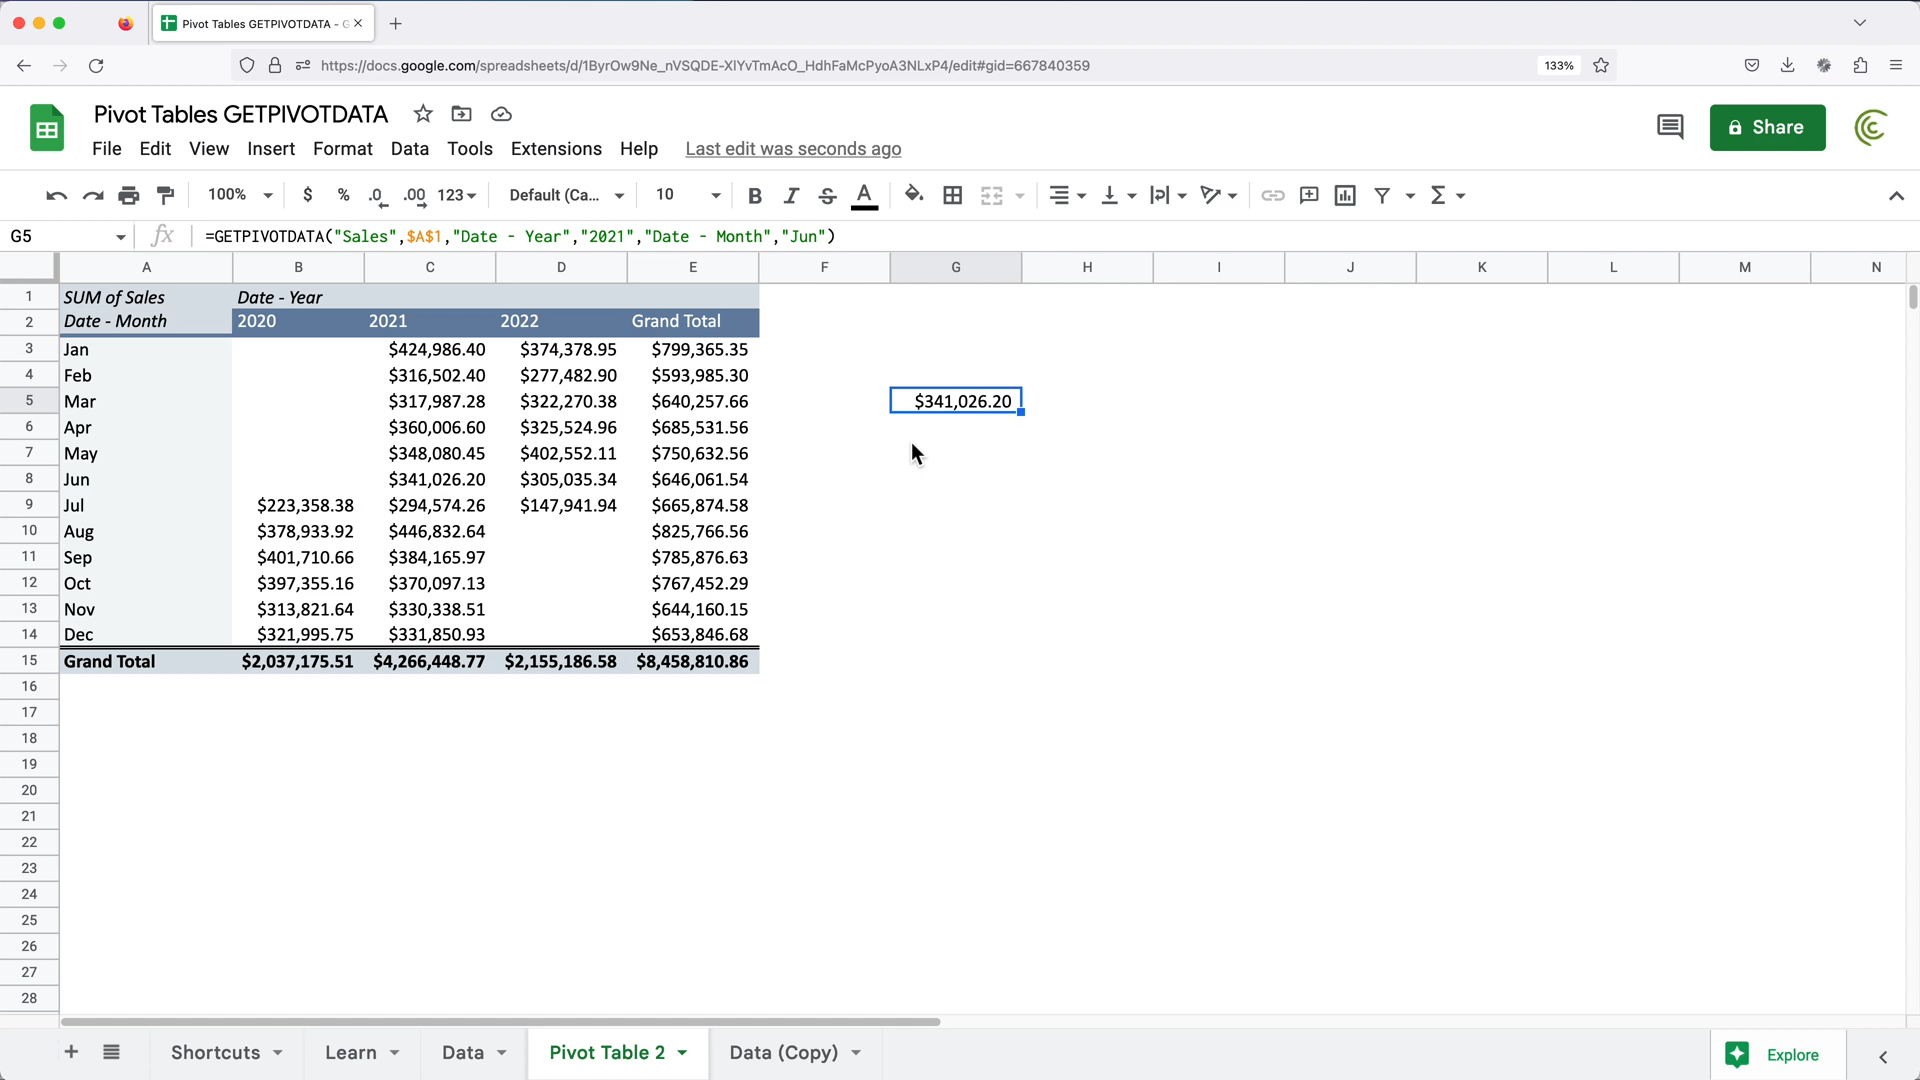 Pivot Tables GETPIVOTDATA - G
https://docs.google.com/spreadsheets/d/1ByrOw9Ne_nVSQDE-XlYvTmAcO_HdhFaMcPyoA3NLxP4/edit#gid=667840359
133%
Pivot Tables GETPIVOTDATA
File Edit View Insert Format Data Tools Extensions Help Last edit was seconds ago
Share
100% $ % .0 .00 123 Default (Ca... 10 B I S A Σ
G5 fx =GETPIVOTDATA("Sales",$A$1,"Date - Year","2021","Date - Month","Jun")
A B C D E F G H I J K L M N
1 SUM of Sales Date - Year
2 Date - Month 2020 2021 2022 Grand Total
3 Jan $424,986.40 $374,378.95 $799,365.35
4 Feb $316,502.40 $277,482.90 $593,985.30
5 Mar $317,987.28 $322,270.38 $640,257.66 $341,026.20
6 Apr $360,006.60 $325,524.96 $685,531.56
7 May $348,080.45 $402,552.11 $750,632.56
8 Jun $341,026.20 $305,035.34 $646,061.54
9 Jul $223,358.38 $294,574.26 $147,941.94 $665,874.58
10 Aug $378,933.92 $446,832.64 $825,766.56
11 Sep $401,710.66 $384,165.97 $785,876.63
12 Oct $397,355.16 $370,097.13 $767,452.29
13 Nov $313,821.64 $330,338.51 $644,160.15
14 Dec $321,995.75 $331,850.93 $653,846.68
15 Grand Total $2,037,175.51 $4,266,448.77 $2,155,186.58 $8,458,810.86
16
17
18
19
20
21
22
23
24
25
26
27
28
Shortcuts Learn Data Pivot Table 2 Data (Copy) Explore